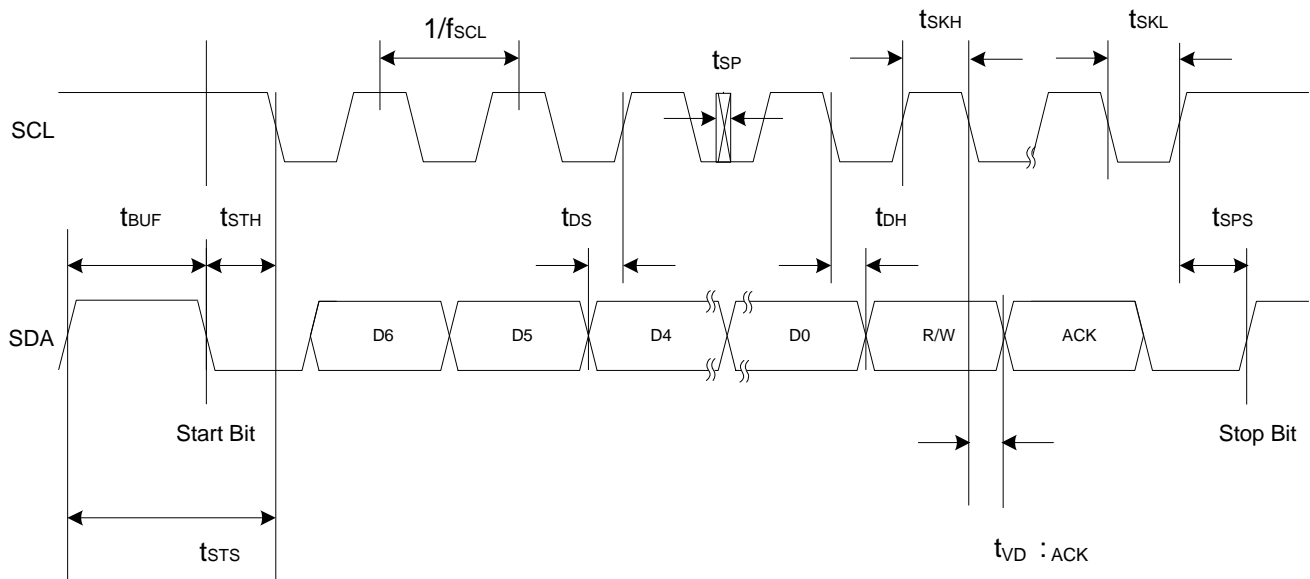 1/fSCL
tSKH
tSKL
tSP
SCL
tBUF
tSTH
tDS
tDH
tSPS
SDA
D6
D5
D4
D0
R/W
ACK
Start Bit
Stop Bit
tSTS
tVD :ACK